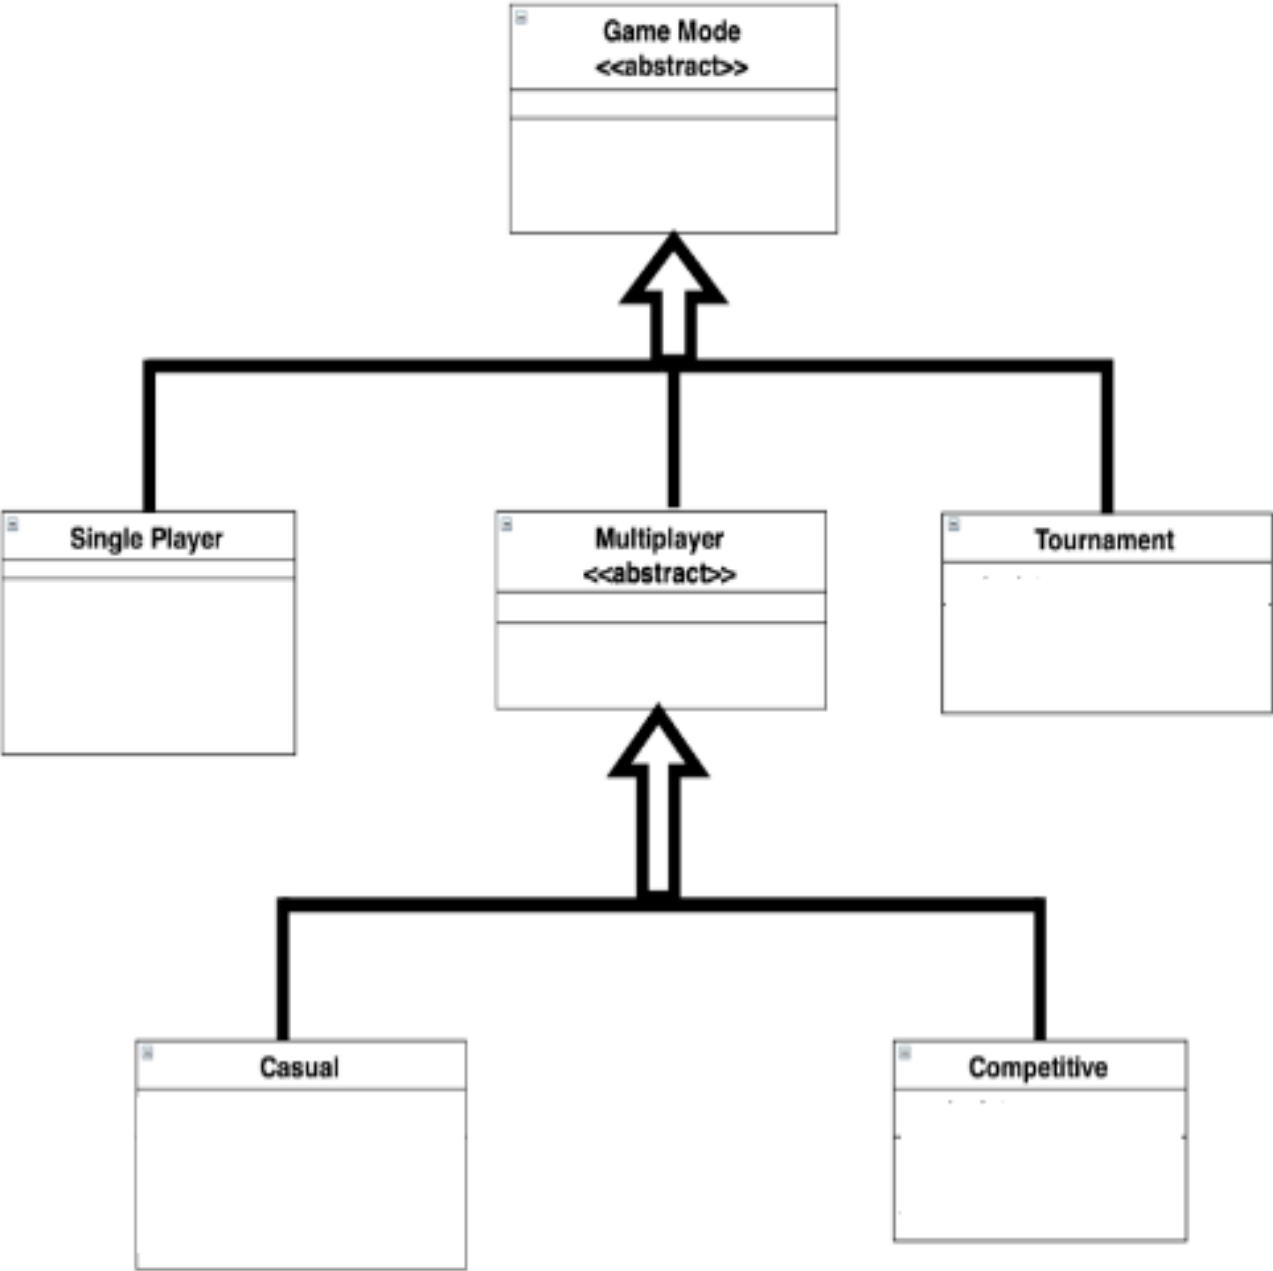 Game Mode
<<abstract>>
Single Player
Multiplayer
<<abstract>>
Tournament
Casual
Competitive